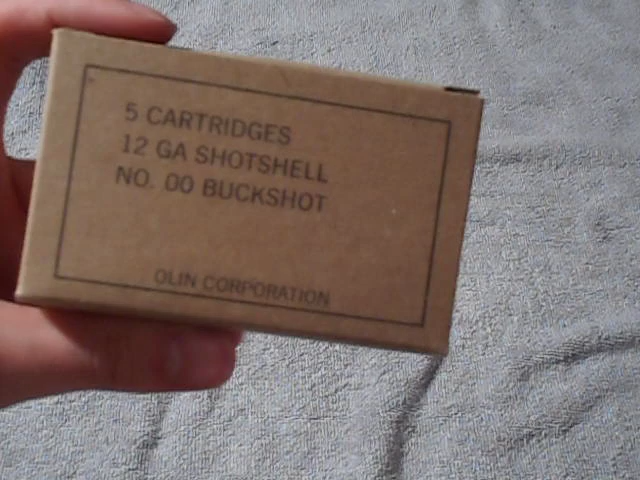 5 CARTRIDGES
12 GA SHOTSHELL
NO. 00 BUCKSHOT
OLIN CORPORATION